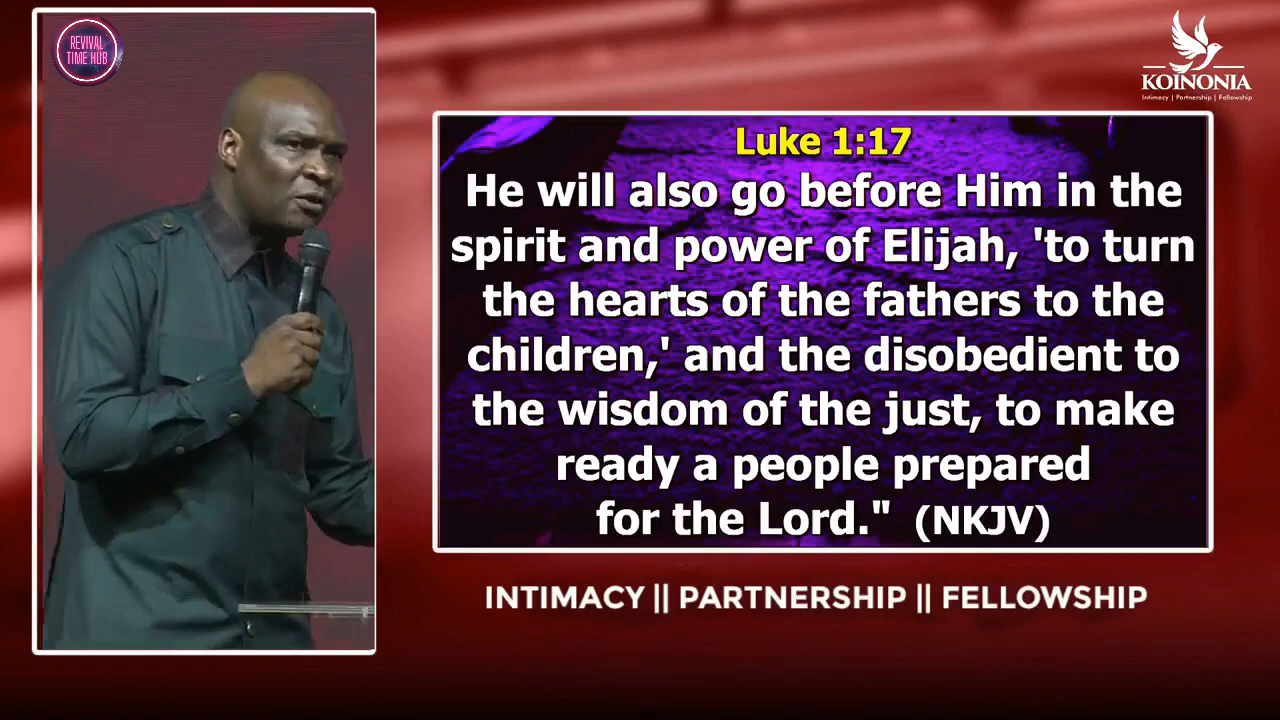 REVIVAL
TIME HUB
KOINONIA
Intimacy | Partnership | Fellowship
Luke 1:17
He will also go before Him in the
spirit and power of Elijah, 'to turn
the hearts of the fathers to the
children,' and the disobedient to
the wisdom of the just, to make
ready a people prepared
for the Lord." (NKJV)
INTIMACY || PARTNERSHIP || FELLOWSHIP